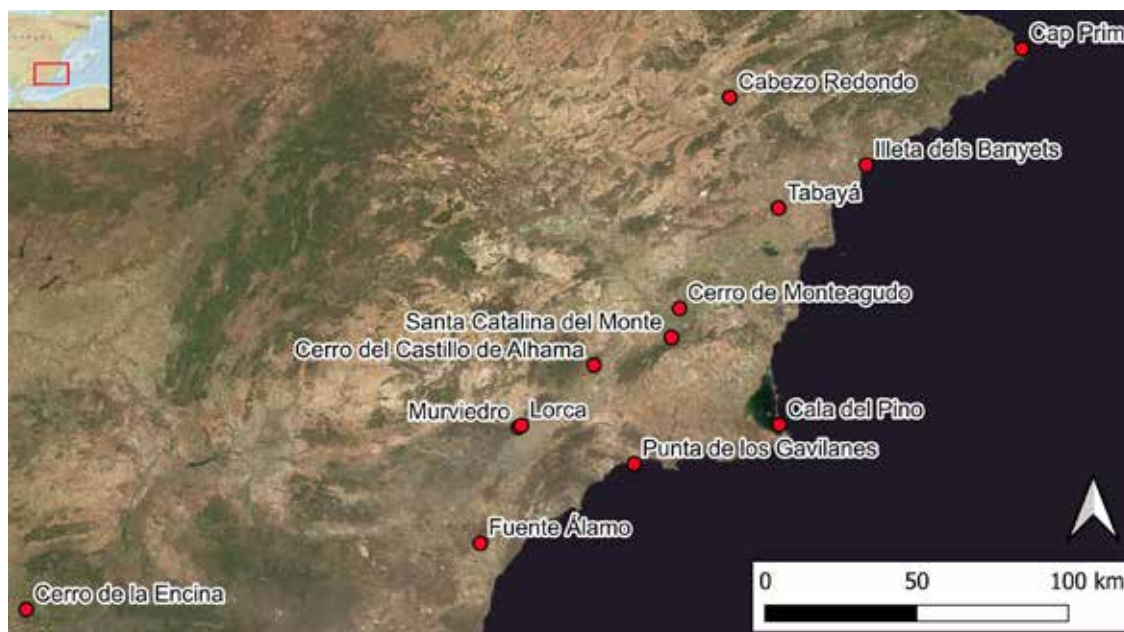 Cap Prim
Cabezo Redondo
Illeta dels Banyets
Tabayá
Cerro de Monteagudo
Santa Catalina del Monte
Cerro del Castillo de Alhama
Murviedro
Lorca
Cala del Pino
Punta de los Gavilanes
Fuente Álamo
Cerro de la Encina
0 50 100 km